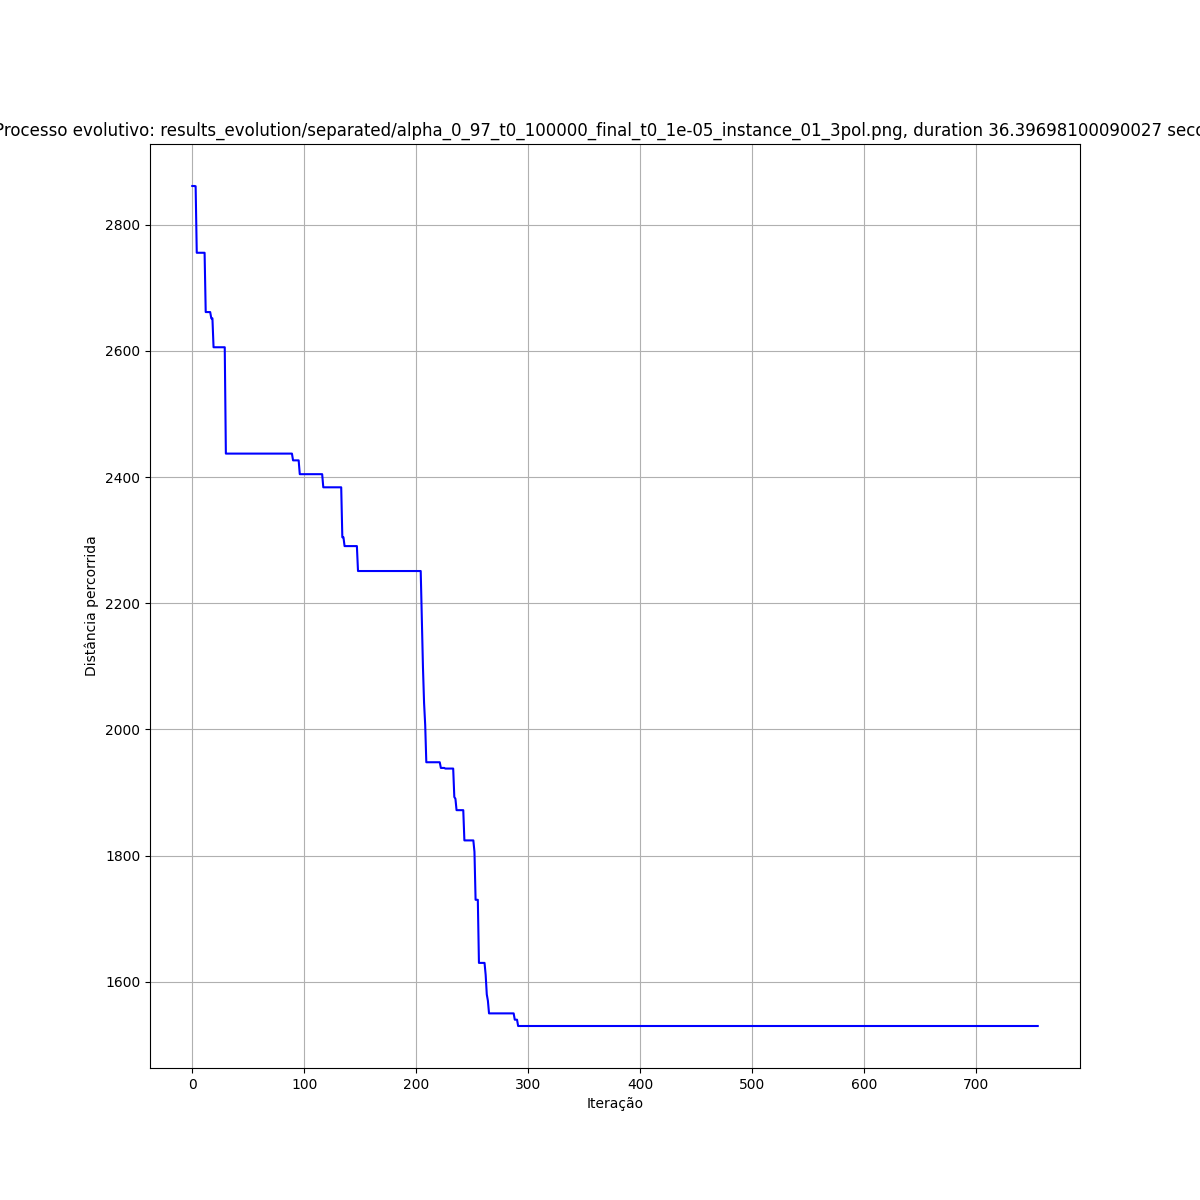 Processo evolutivo: results_evolution/separated/alpha_0_97_t0_100000_final_t0_1e-05_instance_01_3pol.png, duration 36.39698100090027 seco
2800
2600
2400
2200
2000
1800
1600
Distância percorrida
0 100 200 300 400 500 600 700
Iteração